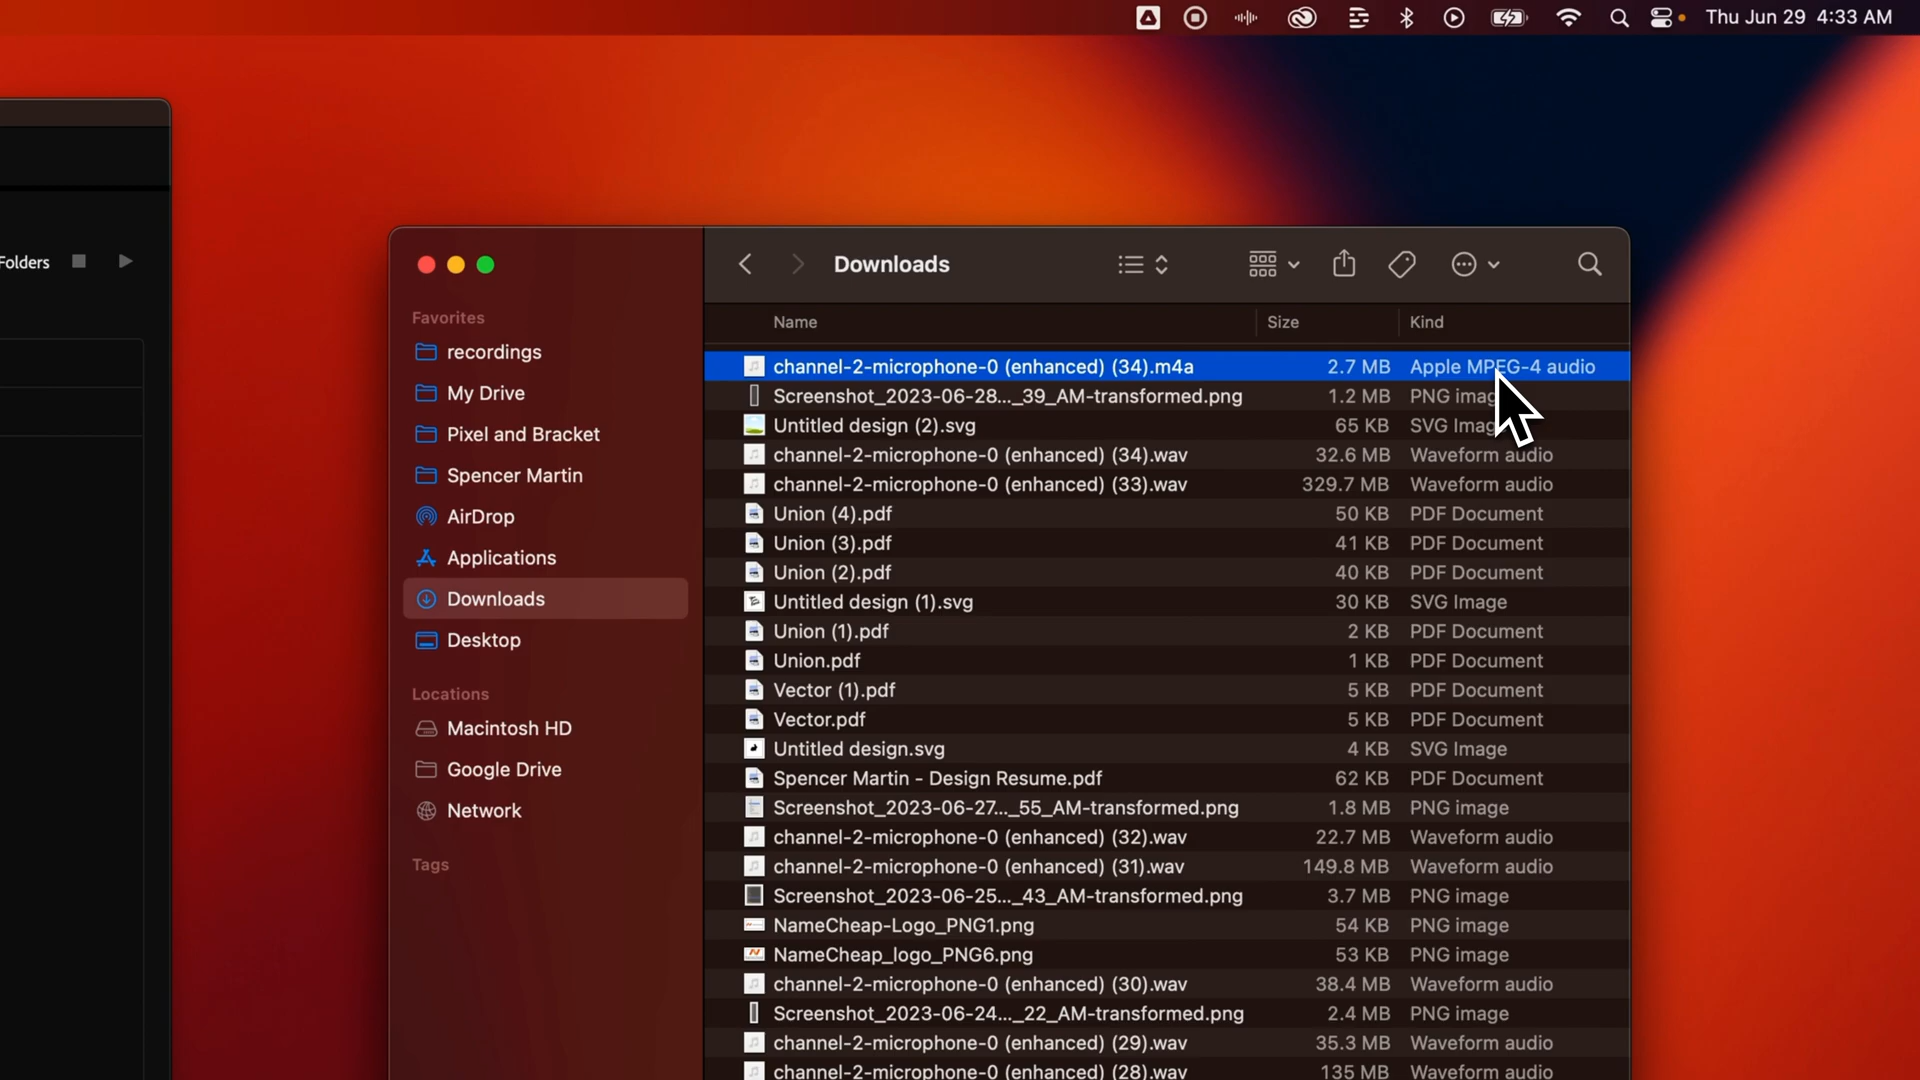 Thu Jun 29 4:33 AM
Folders
Downloads
Favorites
recordings
My Drive
Pixel and Bracket
Spencer Martin
AirDrop
Applications
Downloads
Desktop
Locations
Macintosh HD
Google Drive
Network
Tags
Name Size Kind
channel-2-microphone-0 (enhanced) (34).m4a 2.7 MB Apple MPEG-4 audio
Screenshot_2023-06-28..._39_AM-transformed.png 1.2 MB PNG imag
Untitled design (2).svg 65 KB SVG Imag
channel-2-microphone-0 (enhanced) (34).wav 32.6 MB Waveform audio
channel-2-microphone-0 (enhanced) (33).wav 329.7 MB Waveform audio
Union (4).pdf 50 KB PDF Document
Union (3).pdf 41 KB PDF Document
Union (2).pdf 40 KB PDF Document
Untitled design (1).svg 30 KB SVG Image
Union (1).pdf 2 KB PDF Document
Union.pdf 1 KB PDF Document
Vector (1).pdf 5 KB PDF Document
Vector.pdf 5 KB PDF Document
Untitled design.svg 4 KB SVG Image
Spencer Martin - Design Resume.pdf 62 KB PDF Document
Screenshot_2023-06-27..._55_AM-transformed.png 1.8 MB PNG image
channel-2-microphone-0 (enhanced) (32).wav 22.7 MB Waveform audio
channel-2-microphone-0 (enhanced) (31).wav 149.8 MB Waveform audio
Screenshot_2023-06-25..._43_AM-transformed.png 3.7 MB PNG image
NameCheap-Logo_PNG1.png 54 KB PNG image
NameCheap_logo_PNG6.png 53 KB PNG image
channel-2-microphone-0 (enhanced) (30).wav 38.4 MB Waveform audio
Screenshot_2023-06-24..._22_AM-transformed.png 2.4 MB PNG image
channel-2-microphone-0 (enhanced) (29).wav 35.3 MB Waveform audio
channel-2-microphone-0 (enhanced) (28).wav 135 MB Waveform audio